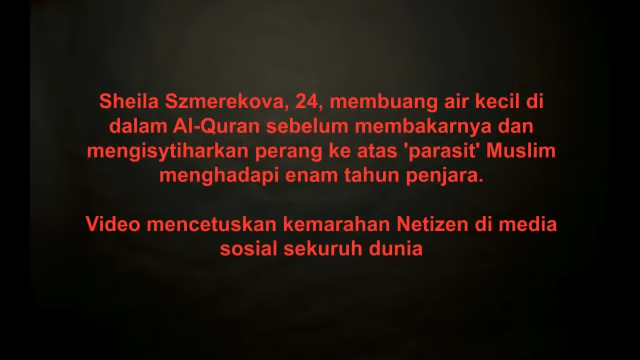 Sheila Szmerekova, 24, membuang air kecil di
dalam Al-Quran sebelum membakarnya dan
mengisytiharkan perang ke atas 'parasit' Muslim
menghadapi enam tahun penjara.
Video mencetuskan kemarahan Netizen di media
sosial sekuruh dunia